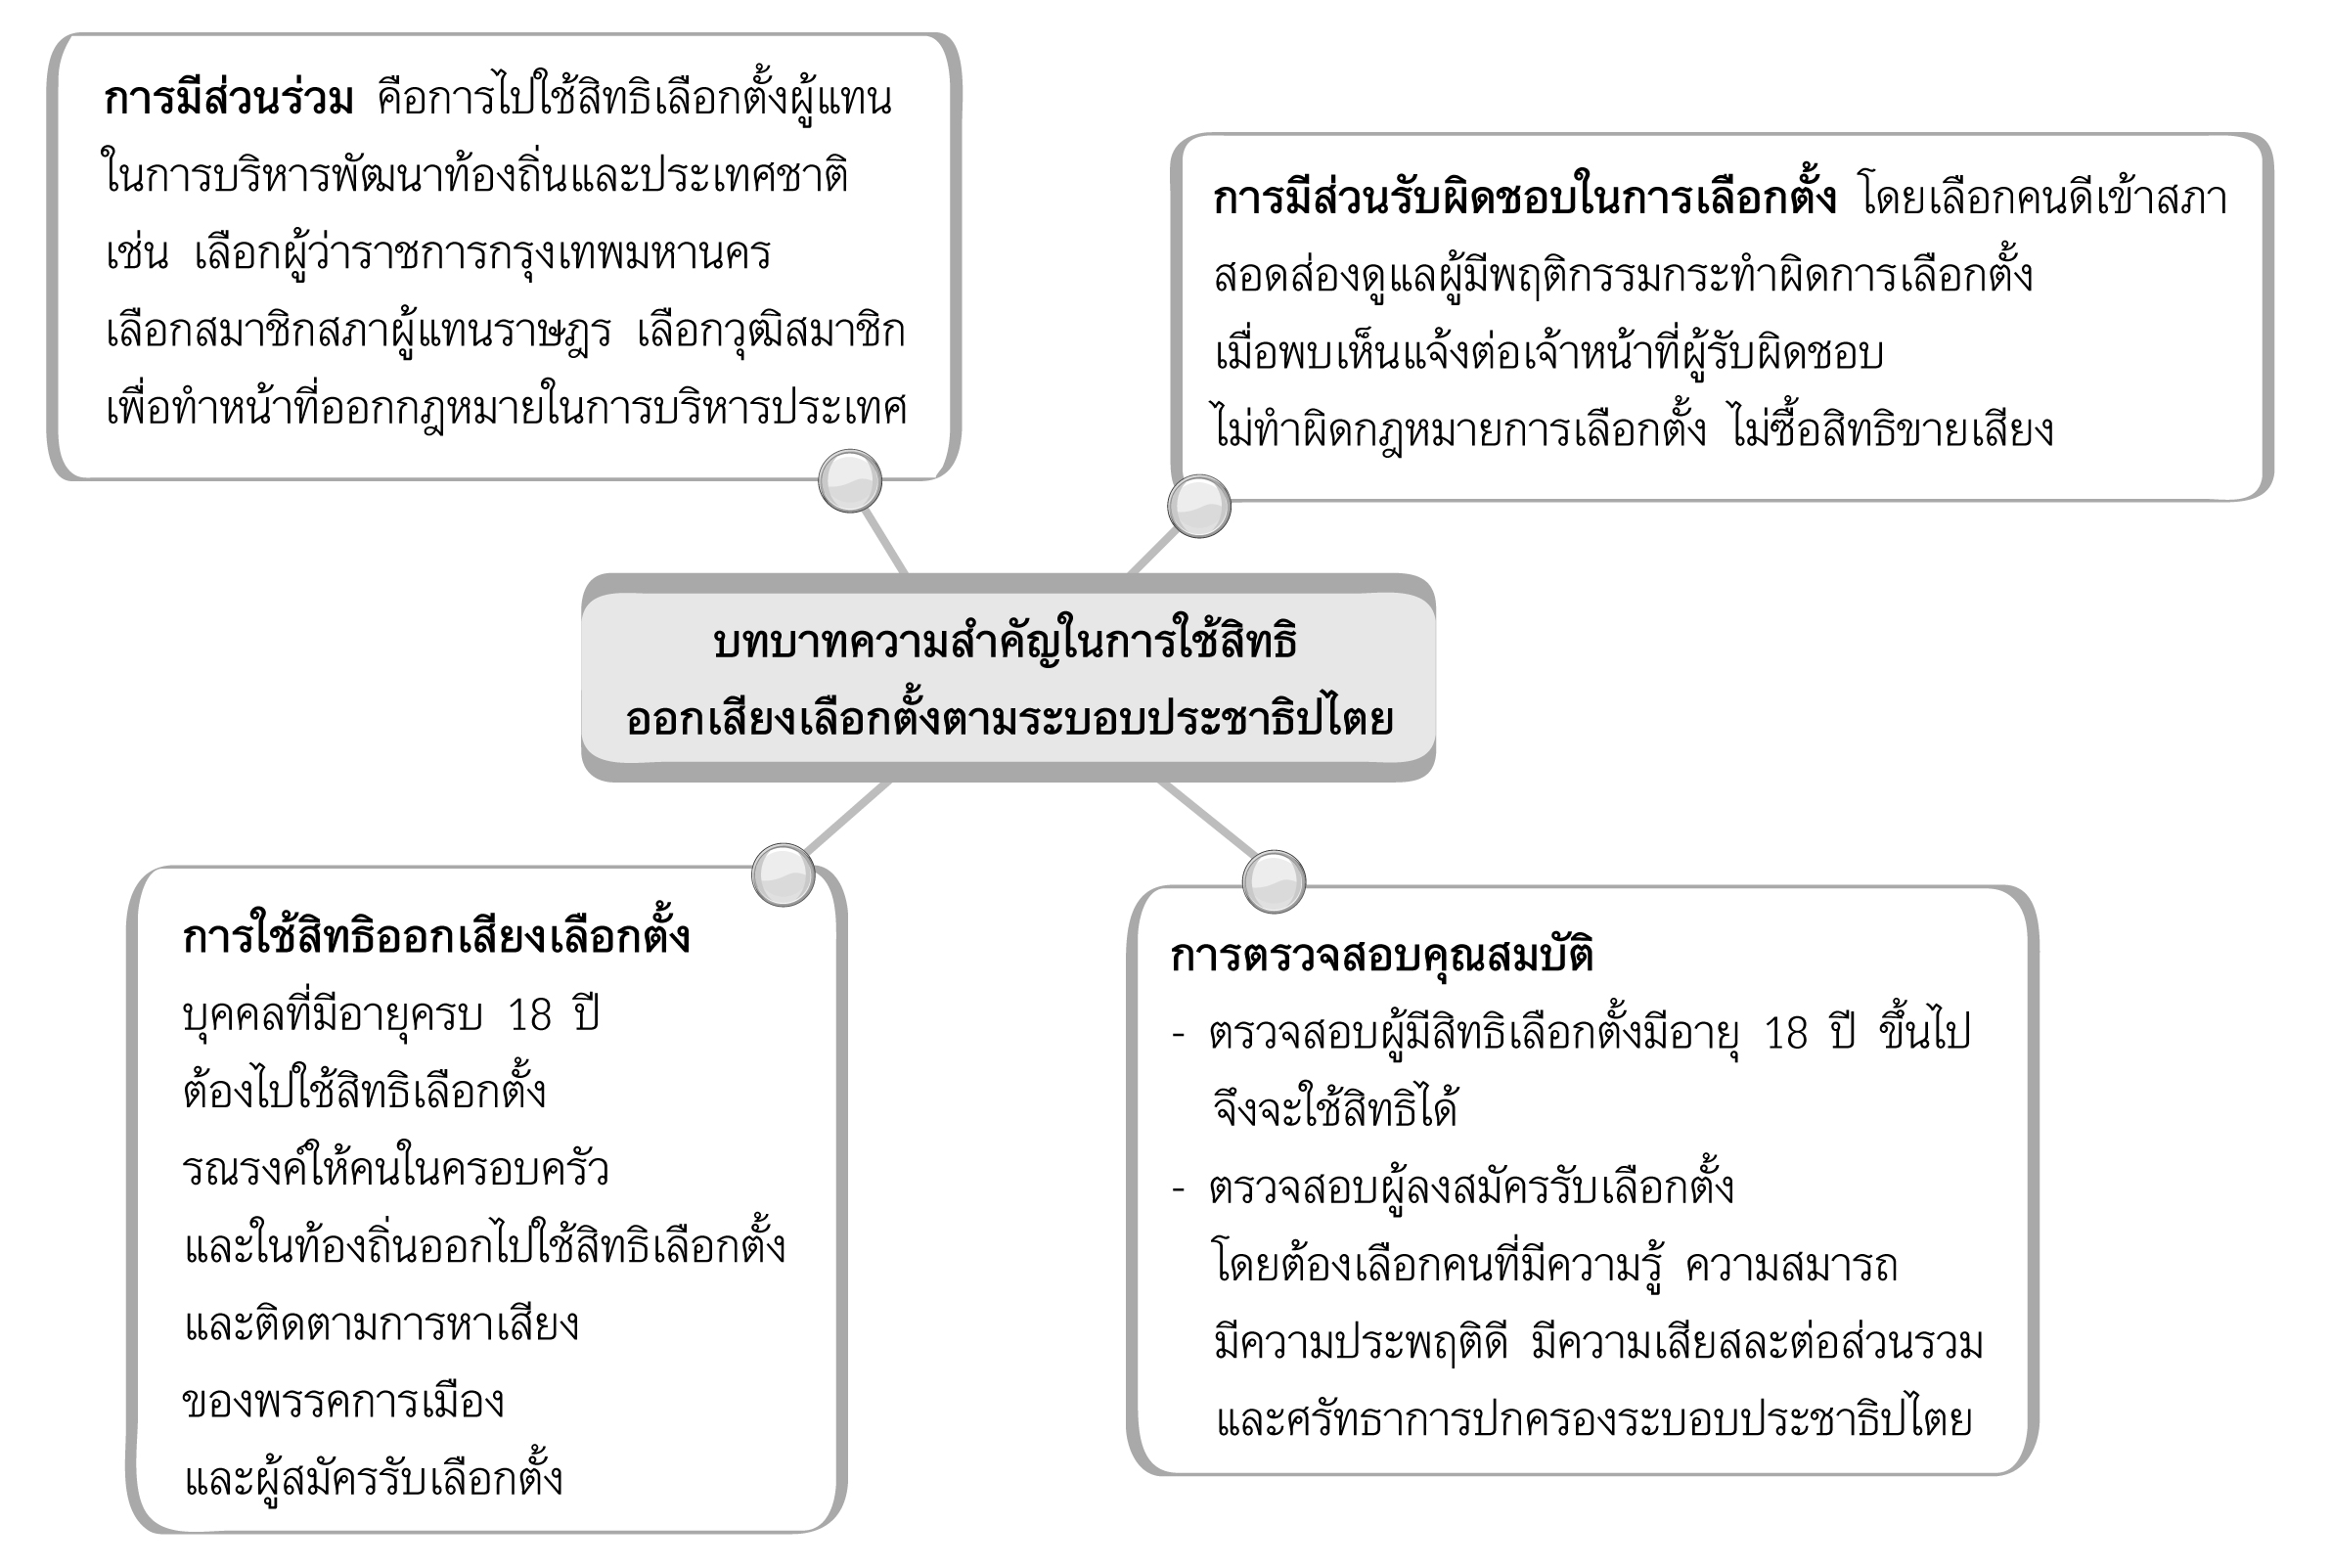 การมีส่วนร่วม คือการไปใช้สิทธิเลือกตั้งผู้แทน
ในการบริหารพัฒนาท้องถิ่นและประเทศชาติ
เช่น เลือกผู้ว่าราชการกรุงเทพมหานคร
เลือกสมาชิกสภาผู้แทนราษฎร เลือกวุฒิสมาชิก
เพื่อทำหน้าที่ออกกฎหมายในการบริหารประเทศ
การมีส่วนรับผิดชอบในการเลือกตั้ง โดยเลือกคนดีเข้าสภา
สอดส่องดูแลผู้มีพฤติกรรมกระทำผิดการเลือกตั้ง
เมื่อพบเห็นแจ้งต่อเจ้าหน้าที่ผู้รับผิดชอบ
ไม่ทำผิดกฎหมายการเลือกตั้ง ไม่ซื้อสิทธิขายเสียง
บทบาทความสำคัญในการใช้สิทธิ
ออกเสียงเลือกตั้งตามระบอบประชาธิปไตย
การใช้สิทธิออกเสียงเลือกตั้ง
บุคคลที่มีอายุครบ 18 ปี
ต้องไปใช้สิทธิเลือกตั้ง
รณรงค์ให้คนในครอบครัว
และในท้องถิ่นออกไปใช้สิทธิเลือกตั้ง
และติดตามการหาเสียง
ของพรรคการเมือง
และผู้สมัครรับเลือกตั้ง
การตรวจสอบคุณสมบัติ
- ตรวจสอบผู้มีสิทธิเลือกตั้งมีอายุ 18 ปี ขึ้นไป
จึงจะใช้สิทธิได้
- ตรวจสอบผู้ลงสมัครรับเลือกตั้ง
โดยต้องเลือกคนที่มีความรู้ ความสมารถ
มีความประพฤติดี มีความเสียสละต่อส่วนรวม
และศรัทธาการปกครองระบอบประชาธิปไตย